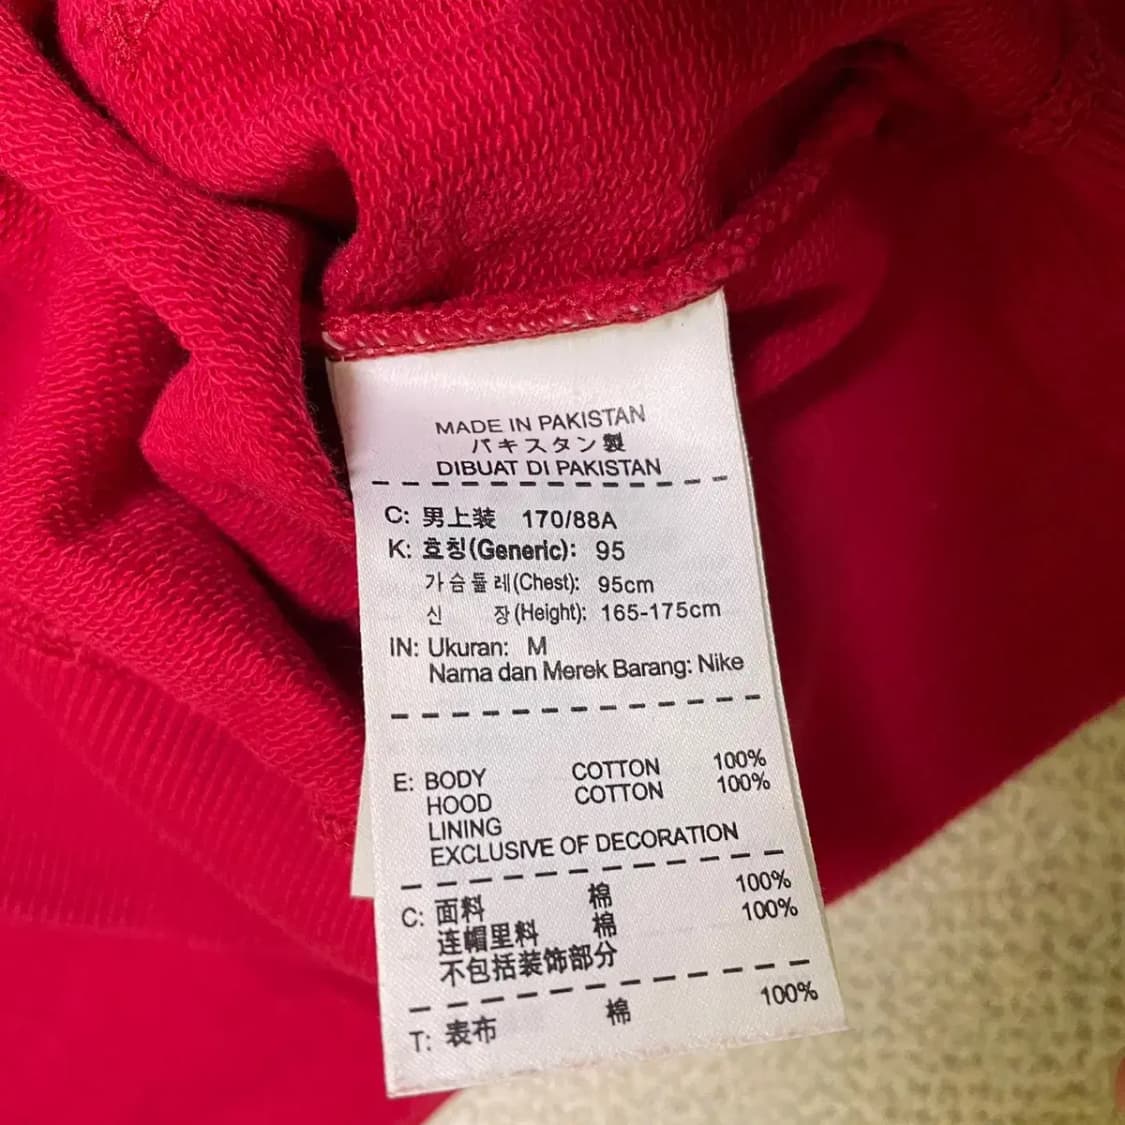 MADE IN PAKISTAN
パキスタン製
DIBUAT DI PAKISTAN
C: 男上装 170/88A
K: 호칭(Generic): 95
가슴둘레(Chest): 95cm
신 장(Height): 165-175cm
IN: Ukuran: M
Nama dan Merek Barang: Nike
E: BODY COTTON 100%
HOOD COTTON 100%
LINING
EXCLUSIVE OF DECORATION
C: 面料 棉 100%
连帽里料 棉 100%
不包括装饰部分
T: 表布 棉 100%